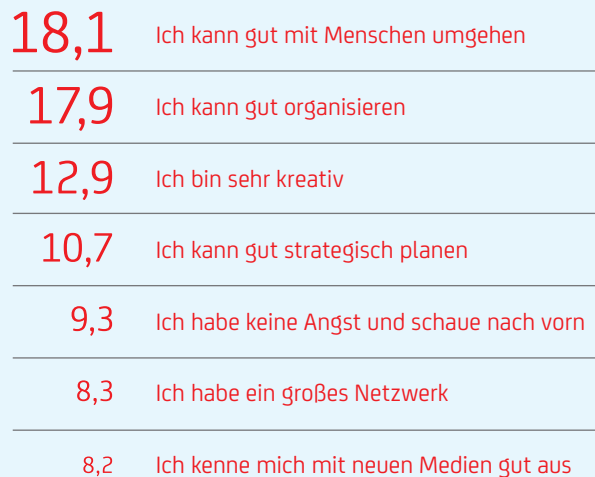 18,1 Ich kann gut mit Menschen umgehen
17,9 Ich kann gut organisieren
12,9 Ich bin sehr kreativ
10,7 Ich kann gut strategisch planen
9,3 Ich habe keine Angst und schaue nach vorn
8,3 Ich habe ein großes Netzwerk
8,2 Ich kenne mich mit neuen Medien gut aus